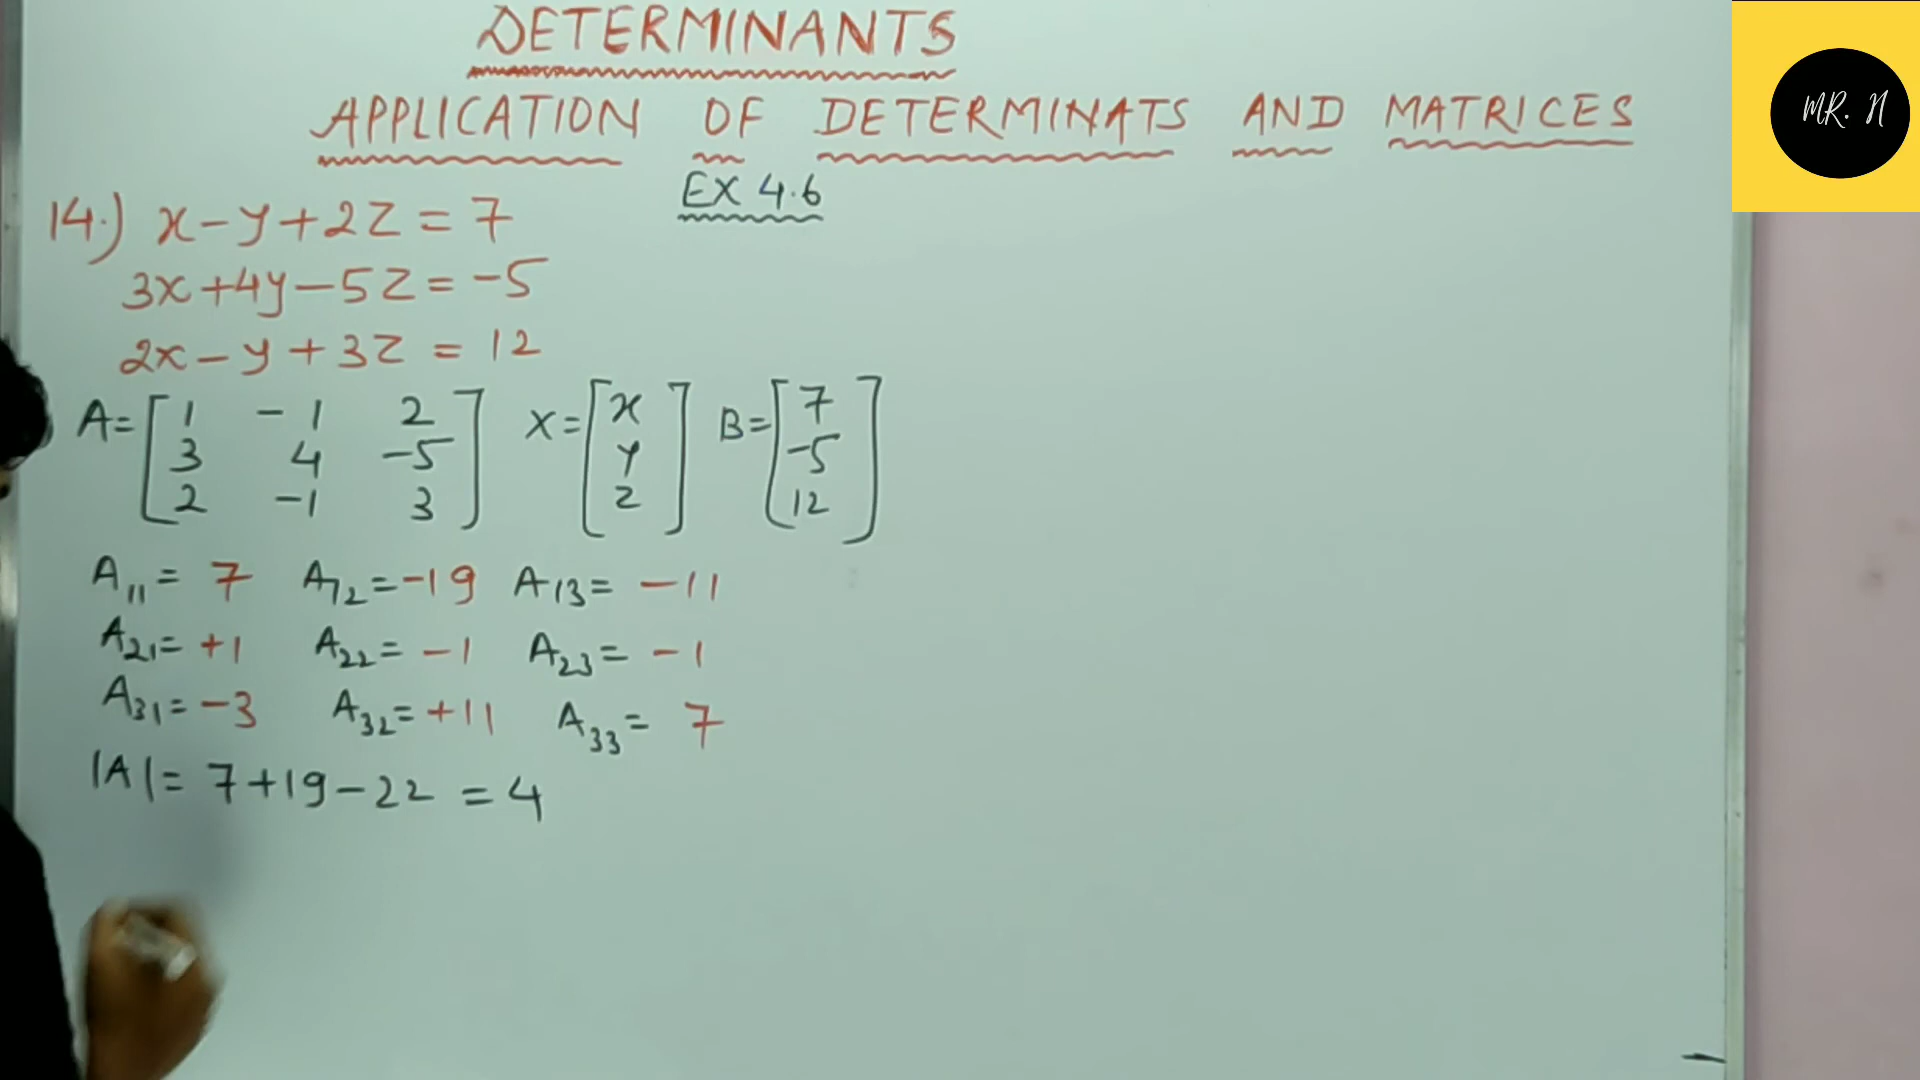 DETERMINANTS
APPLICATION OF DETERMINATS AND MATRICES
MR. N
EX 4.6
14.) x-y+2z=7
3x+4y-5z=-5
2x-y+3z=12
A=[1 -1 2 X=[x B=[7
3 4 -5 y -5
2 -1 3] z] 12]
A11= 7 A12=-19 A13= -11
A21= +1 A22= -1 A23= -1
A31= -3 A32= +11 A33= 7
|A|= 7+19-22 =4